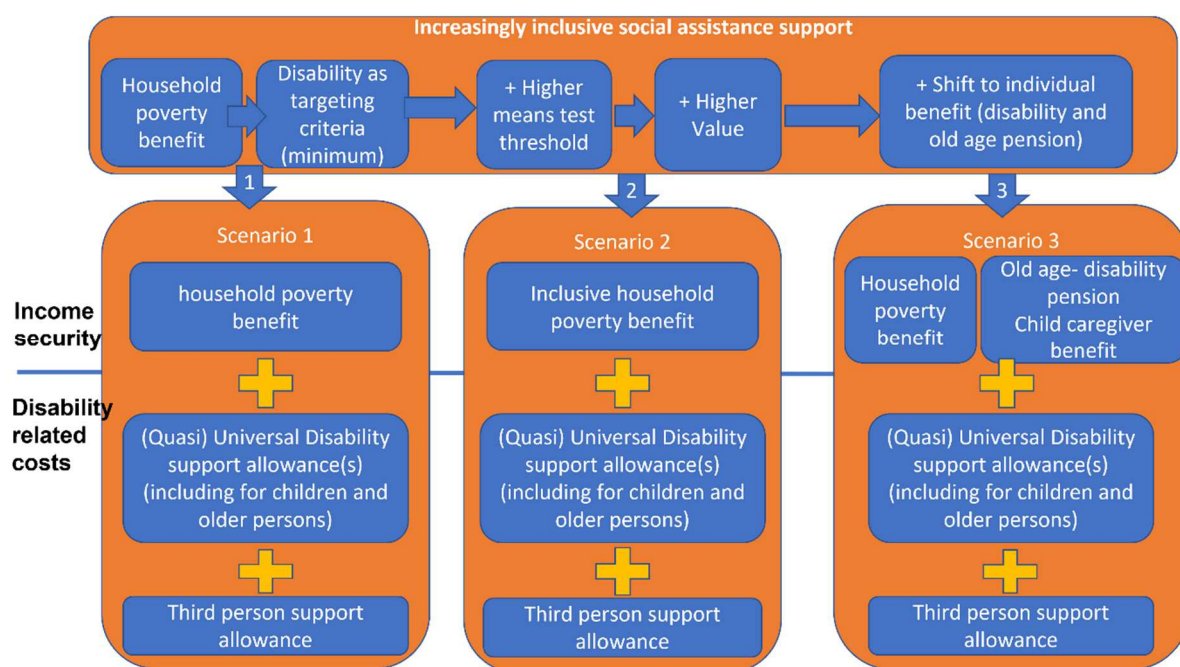 Increasingly inclusive social assistance support
Household
poverty
benefit
Disability as
targeting
criteria
(minimum)
+ Higher
means test
threshold
+ Higher
Value
+ Shift to individual
benefit (disability and
old age pension)
1
2
3
Scenario 1
household poverty
benefit
(Quasi) Universal Disability
support allowance(s)
(including for children and
older persons)
Third person support
allowance
Scenario 2
Inclusive household
poverty benefit
(Quasi) Universal Disability
support allowance(s)
(including for children and
older persons)
Third person support
allowance
Scenario 3
Household
poverty
benefit
Old age- disability
pension
Child caregiver
benefit
(Quasi) Universal Disability
support allowance(s)
(including for children and
older persons)
Third person support
allowance
Income
security
Disability
related
costs